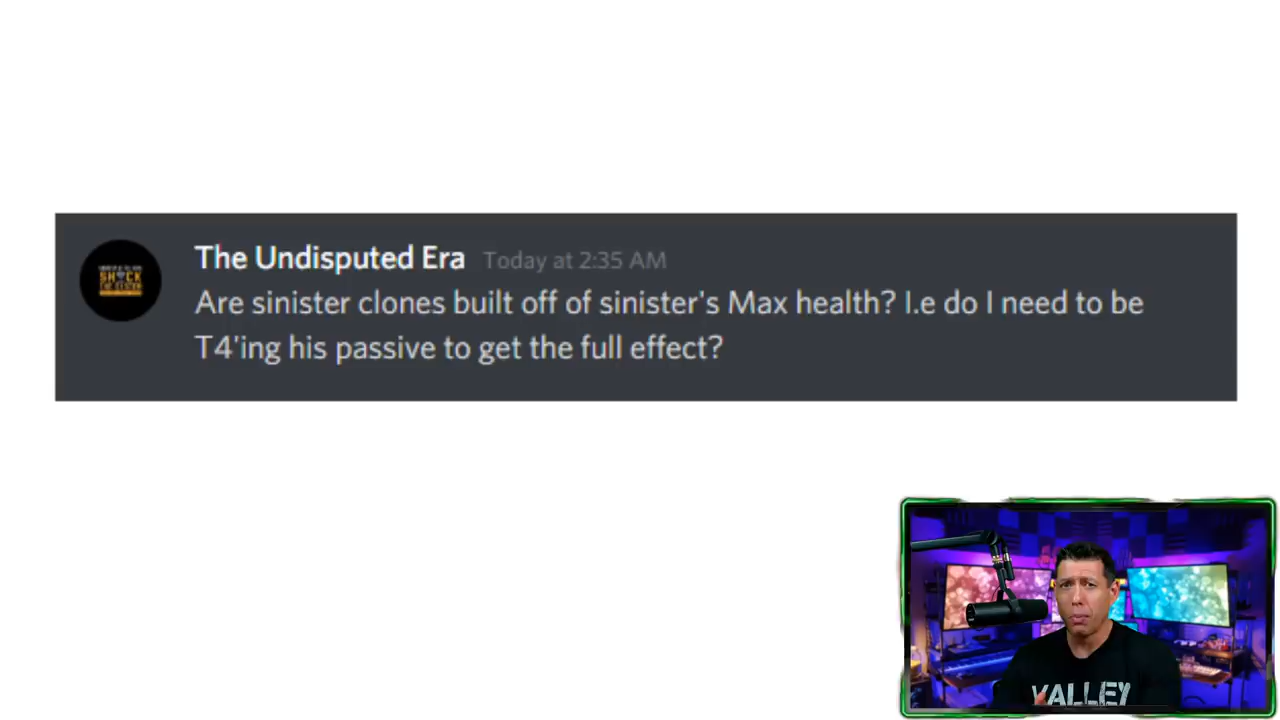 The Undisputed Era Today at 2:35 AM
Are sinister clones built off of sinister's Max health? I.e do I need to be
T4'ing his passive to get the full effect?
VALLEY